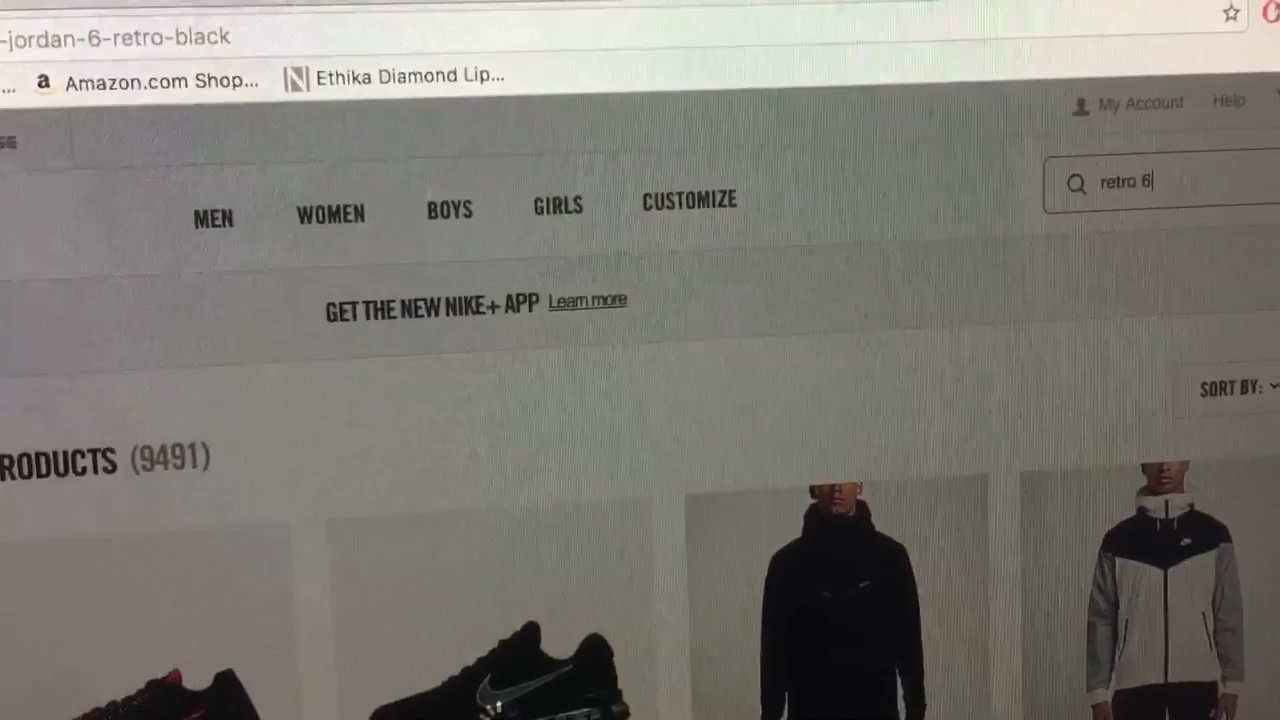 -jordan-6-retro-black
... Amazon.com Shop... Ethika Diamond Lip...
My Account Help
retro 6
MEN WOMEN BOYS GIRLS CUSTOMIZE
GET THE NEW NIKE+ APP Learn more
SORT BY:
RODUCTS (9491)